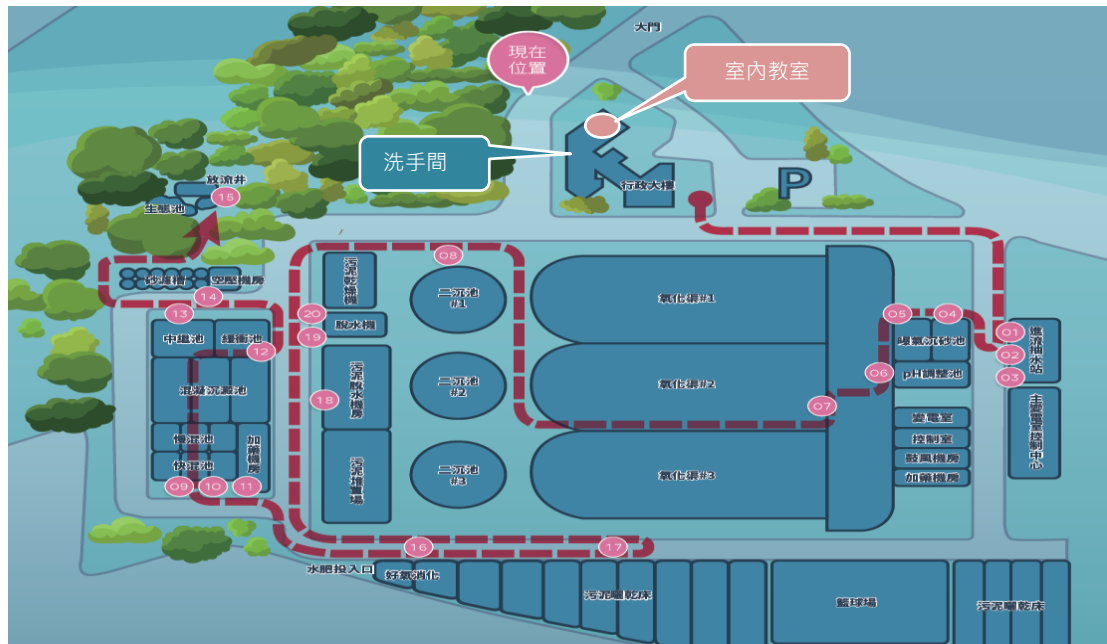 大門
現在
位置
室內教室
洗手間
行政大樓
P
放流井
15
生態池
砂濾槽
空壓機房
14
13
中繼池
緩衝池
12
混凝沉澱池
慢混池
快混池
加藥機房
09
10
11
08
污泥乾燥機
20
脫水機
19
18
污泥脫水機房
污泥堆置場
二沉池
#1
二沉池
#2
二沉池
#3
氧化渠#1
氧化渠#2
氧化渠#3
07
05
04
曝氣沉砂池
06
pH調整池
變電室
控制室
鼓風機房
加藥機房
01
02
03
進流抽水站
主變電室控制中心
16
17
水肥投入口
好氧消化
污泥曬乾床
籃球場
污泥曬乾床